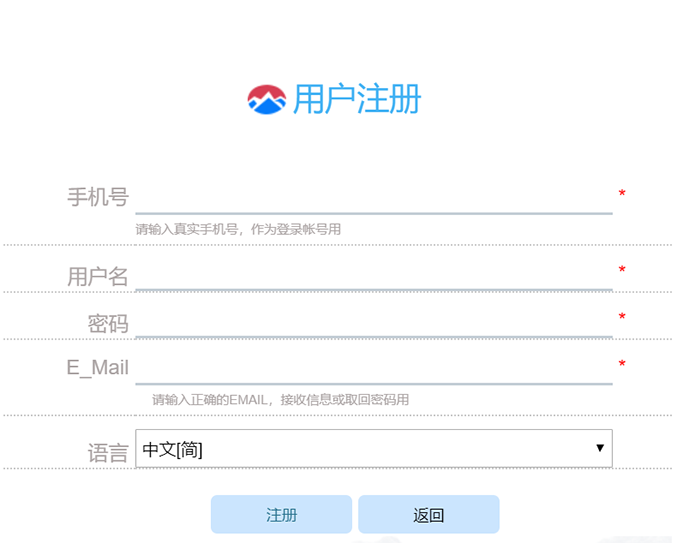 用户注册
手机号 *
请输入真实手机号，作为登录帐号用
用户名 *
密码 *
E_Mail *
请输入正确的EMAIL，接收信息或取回密码用
语言 中文[简] ▼
注册 返回